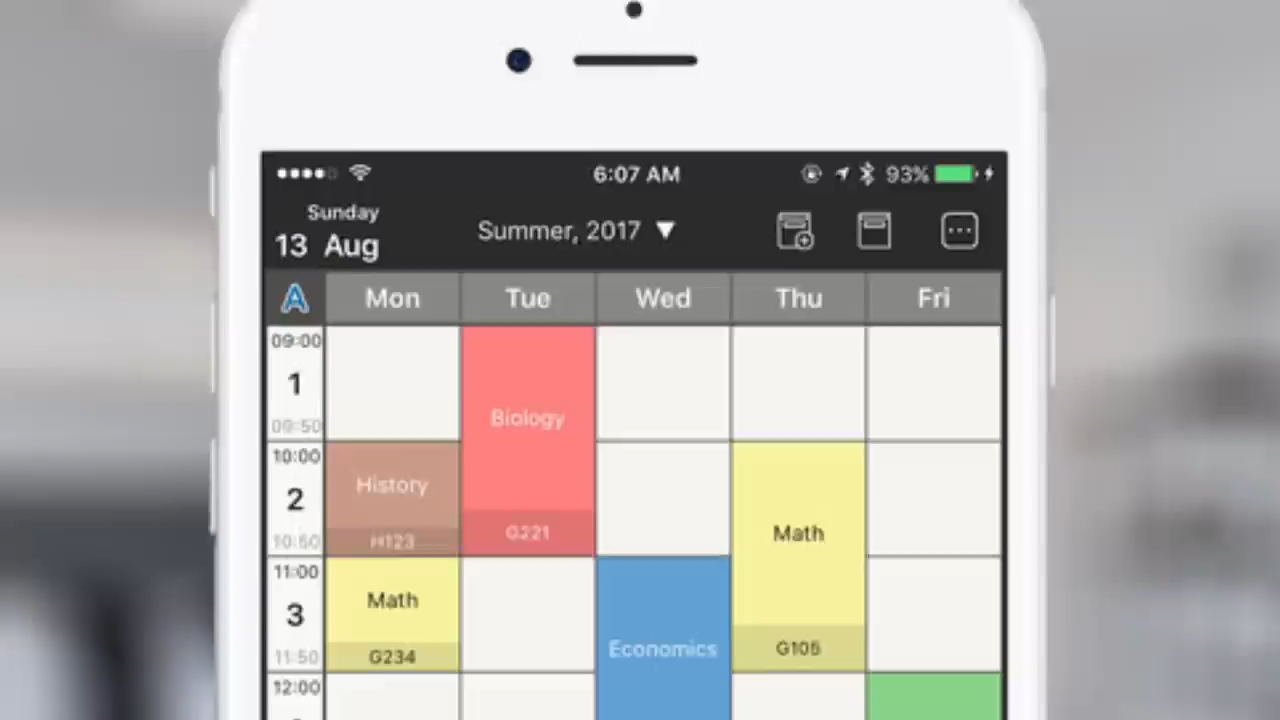 6:07 AM 93%
Sunday
13 Aug
Summer, 2017 ▼
A Mon Tue Wed Thu Fri
09:00
1
Biology
09:50
10:00
History
2
Math
G221
10:50 H123
11:00
Math
3
Economics
G105
11:50 G234
12:00